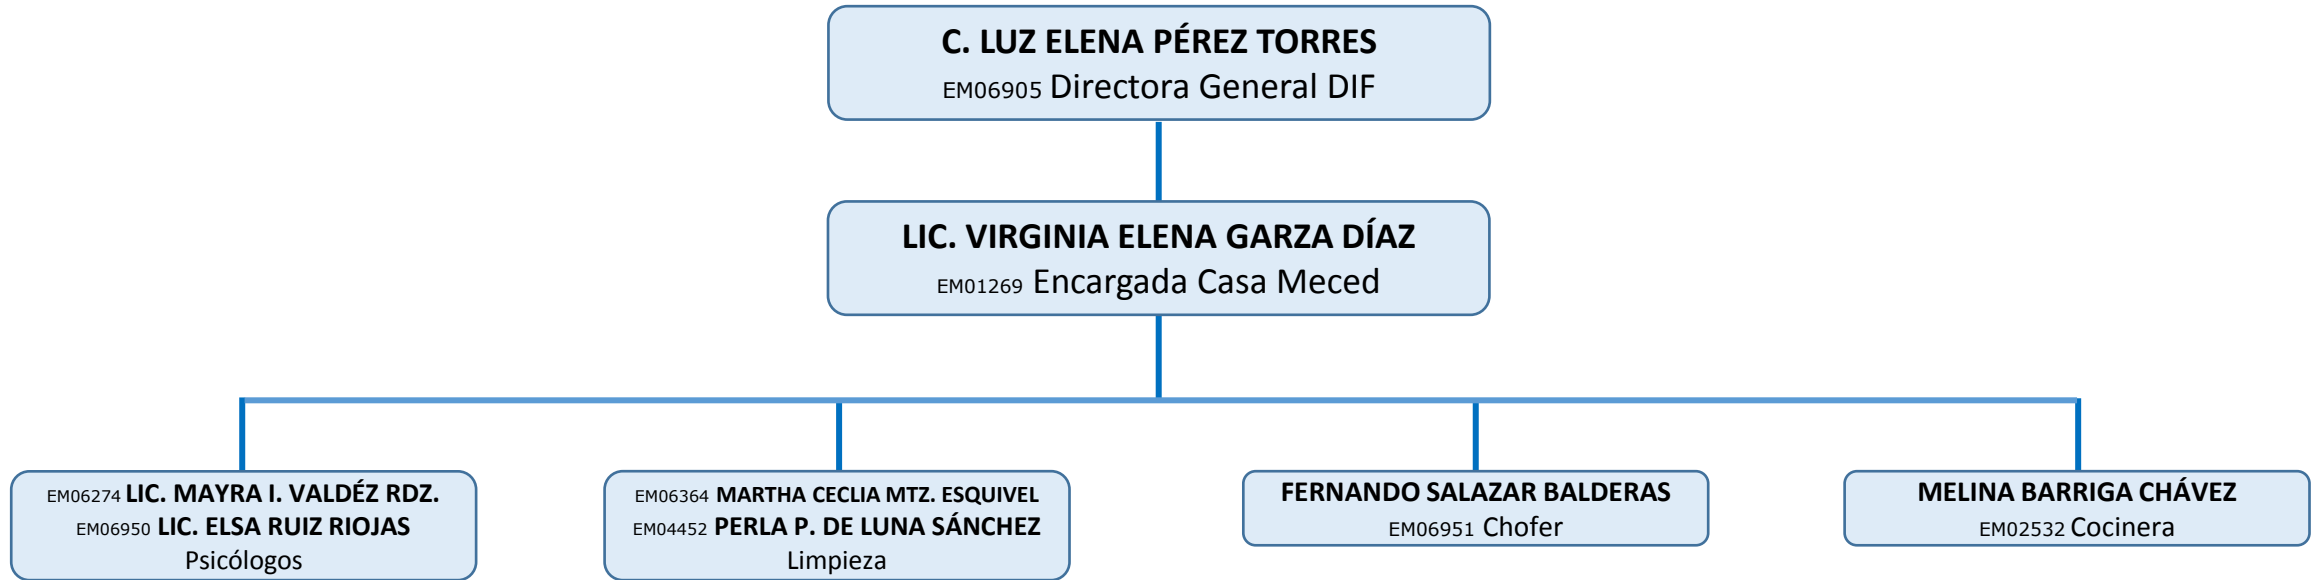 C. LUZ ELENA PÉREZ TORRES
EM06905 Directora General DIF
LIC. VIRGINIA ELENA GARZA DÍAZ
EM01269 Encargada Casa Meced
EM06274 LIC. MAYRA I. VALDÉZ RDZ.
EM06950 LIC. ELSA RUIZ RIOJAS
Psicólogos
EM06364 MARTHA CECLIA MTZ. ESQUIVEL
EM04452 PERLA P. DE LUNA SÁNCHEZ
Limpieza
FERNANDO SALAZAR BALDERAS
EM06951 Chofer
MELINA BARRIGA CHÁVEZ
EM02532 Cocinera